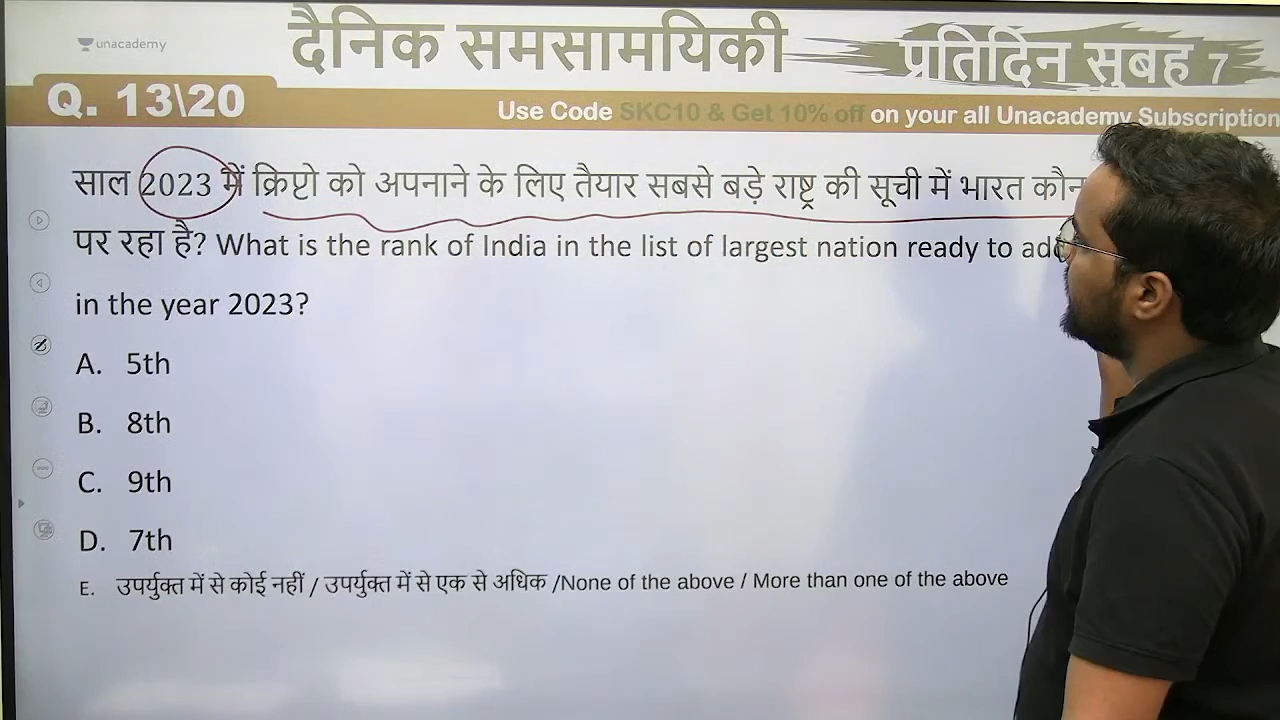 unacademy
दैनिक समसामयिकी
प्रतिदिन सुबह 7
Q. 13\20
Use Code SKC10 & Get 10% off on your all Unacademy Subscription
साल 2023 में क्रिप्टो को अपनाने के लिए तैयार सबसे बड़े राष्ट्र की सूची में भारत
पर रहा है? What is the rank of India in the list of largest nation ready to
in the year 2023?
A. 5th
B. 8th
C. 9th
D. 7th
E. उपर्युक्त में से कोई नहीं / उपर्युक्त में से एक से अधिक /None of the above / More than one of the above